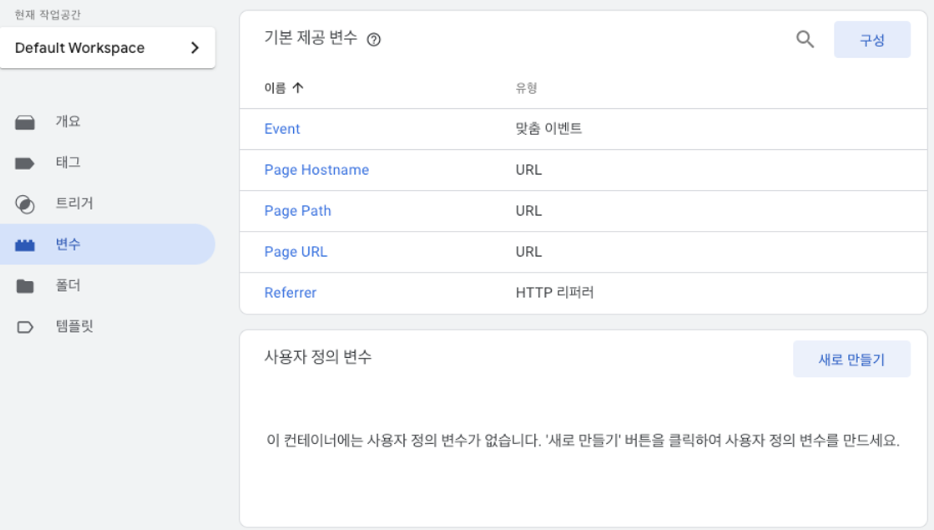 현재 작업공간
Default Workspace
개요
태그
트리거
변수
폴더
템플릿
기본 제공 변수
구성
이름
유형
Event
맞춤 이벤트
Page Hostname
URL
Page Path
URL
Page URL
URL
Referrer
HTTP 리퍼러
사용자 정의 변수
새로 만들기
이 컨테이너에는 사용자 정의 변수가 없습니다. '새로 만들기' 버튼을 클릭하여 사용자 정의 변수를 만드세요.